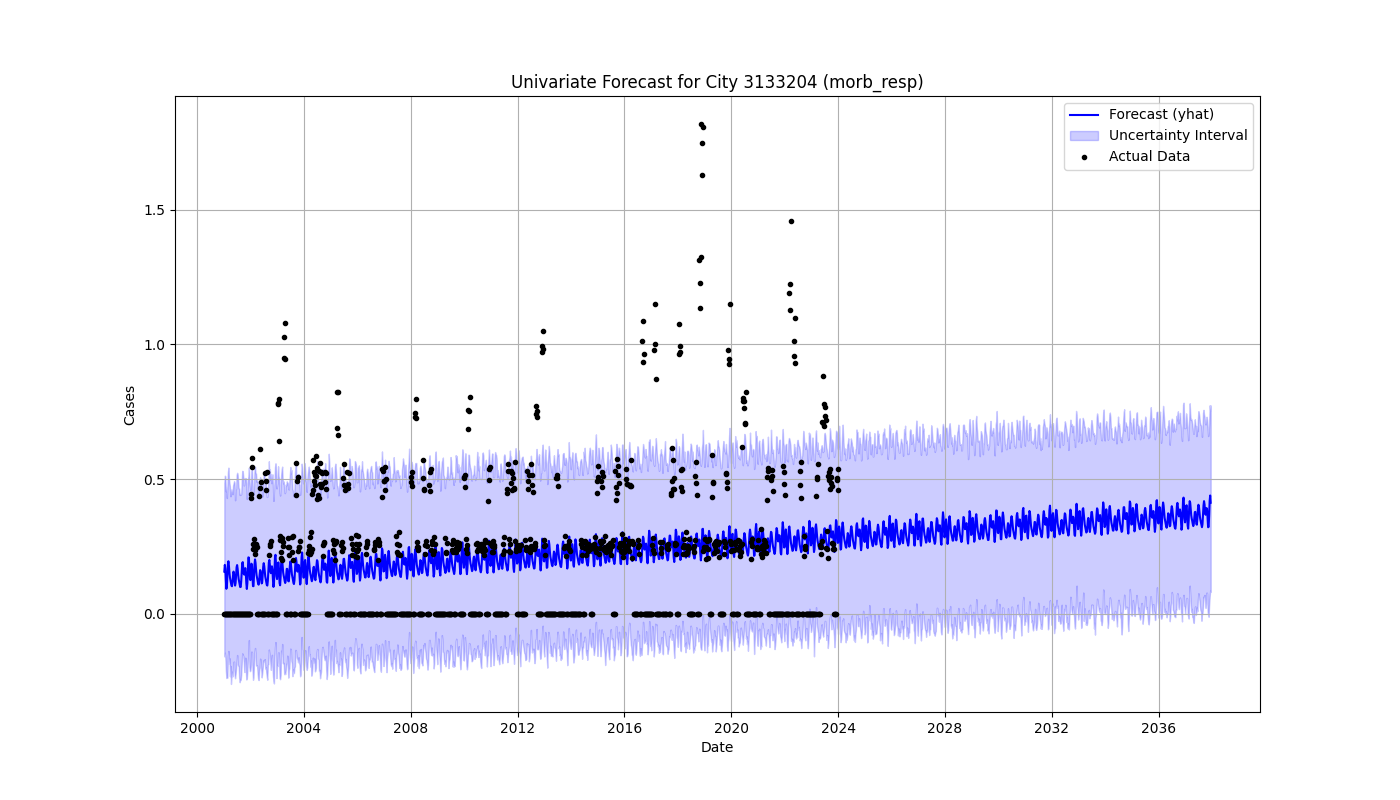 Univariate Forecast for City 3133204 (morb_resp)
Forecast (yhat)
Uncertainty Interval
Actual Data
Cases
1.5
1.0
0.5
0.0
2000 2004 2008 2012 2016 2020 2024 2028 2032 2036
Date